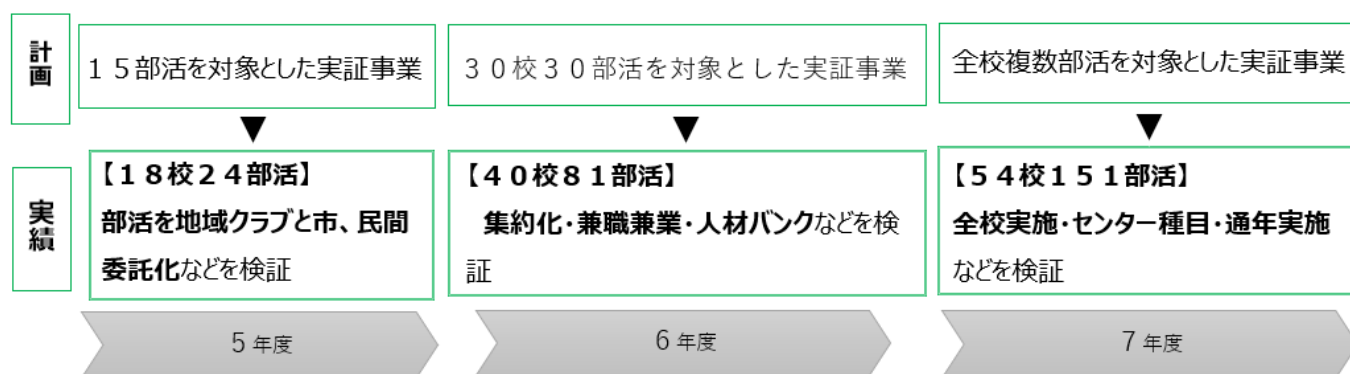 計画
１５部活を対象とした実証事業
３０校３０部活を対象とした実証事業
全校複数部活を対象とした実証事業
▼
▼
▼
実績
【１８校２４部活】
部活を地域クラブと市、民間
委託化などを検証
【４０校８１部活】
集約化・兼職兼業・人材バンクなどを検
証
【５４校１５１部活】
全校実施・センター種目・通年実施
などを検証
5 年度
6 年度
7 年度